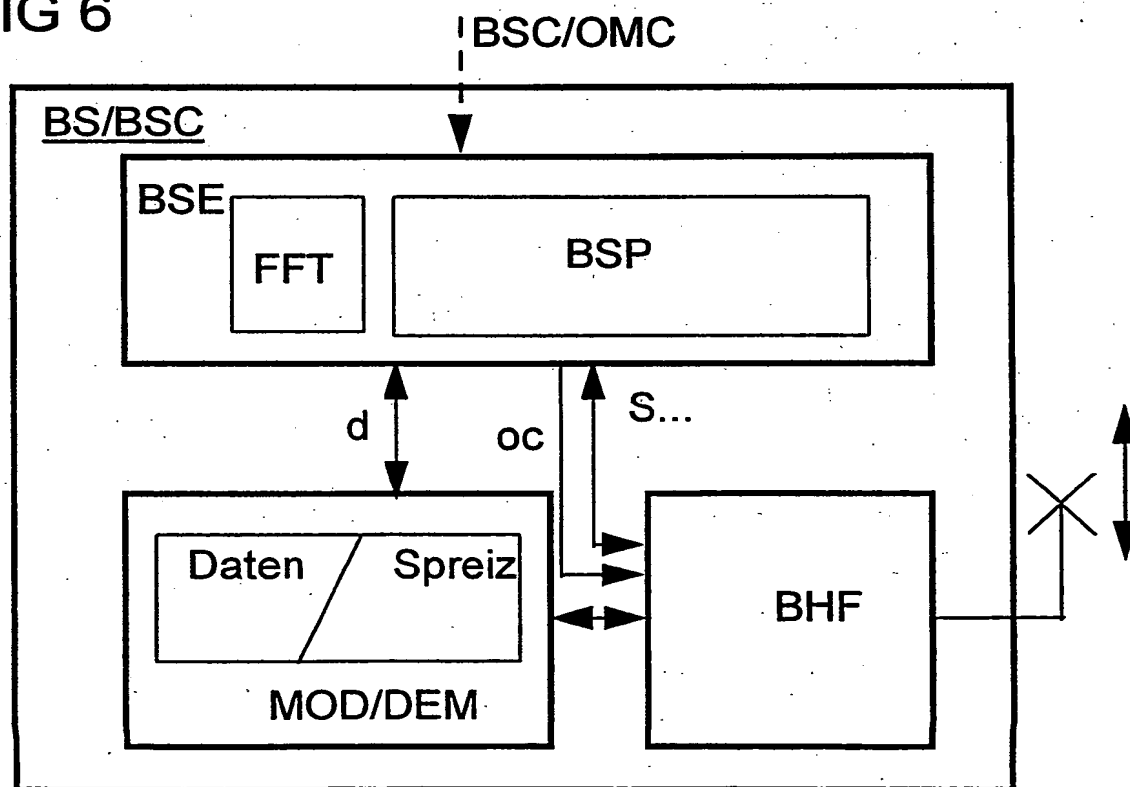 IG 6
BSC/OMC
BS/BSC
BSE
FFT
BSP
d
oc
S...
Daten
Spreiz
BHF
MOD/DEM